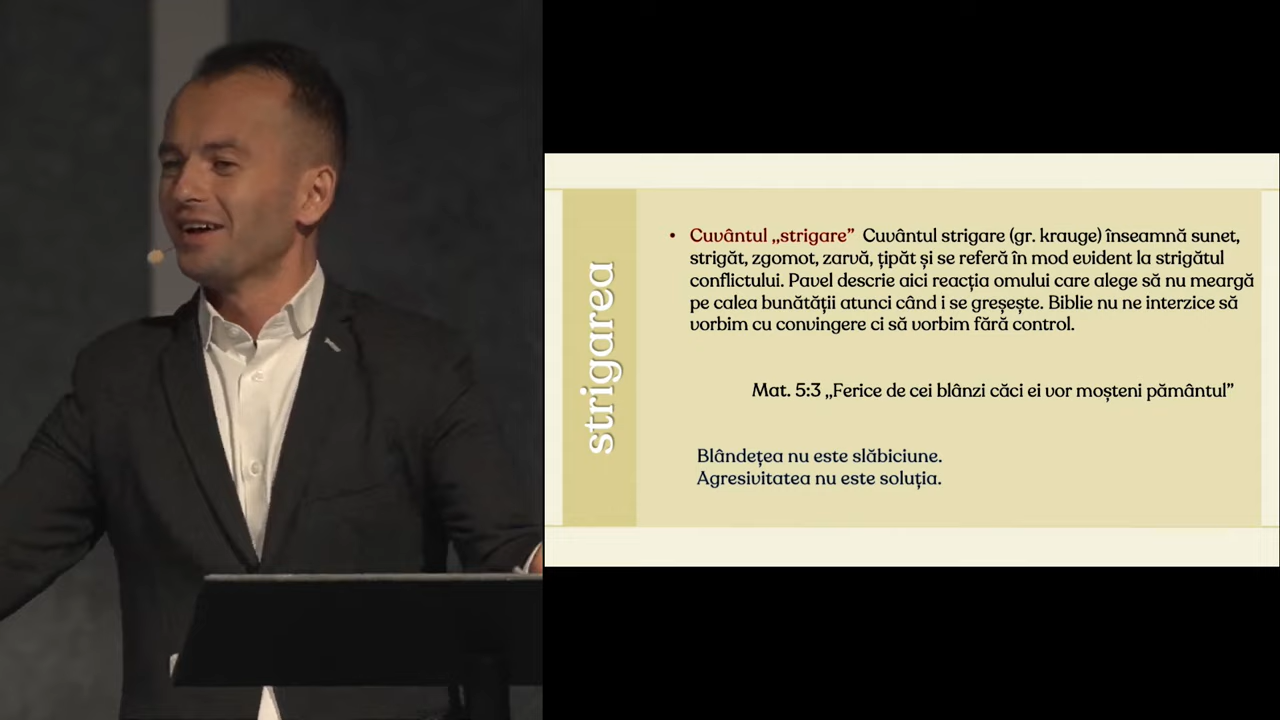 strigarea
• Cuvântul „strigare” Cuvântul strigare (gr. krauge) înseamnă sunet,
strigăt, zgomot, zarvă, țipăt și se referă în mod evident la strigătul
conflictului. Pavel descrie aici reacția omului care alege să nu meargă
pe calea bunătății atunci când i se greșește. Biblie nu ne interzice să
vorbim cu convingere ci să vorbim fără control.
Mat. 5:3 „Ferice de cei blânzi căci ei vor moșteni pământul”
Blândețea nu este slăbiciune.
Agresivitatea nu este soluția.